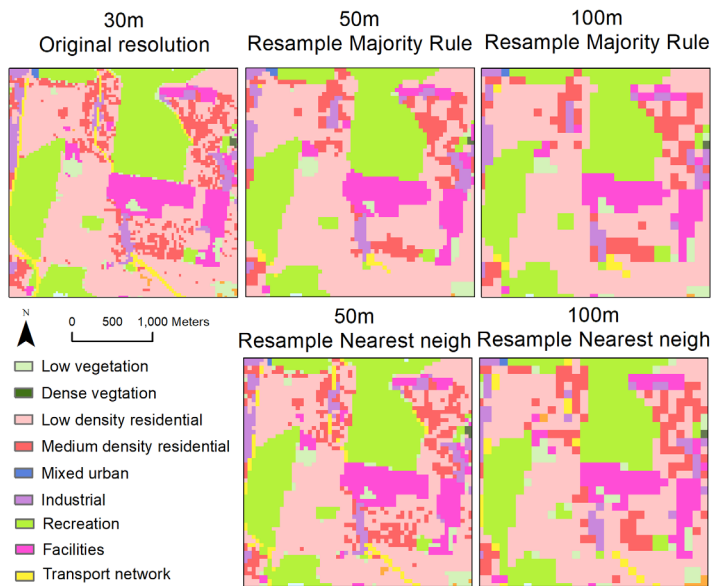 30m
Original resolution
50m
Resample Majority Rule
100m
Resample Majority Rule
N
0 500 1,000 Meters
50m
Resample Nearest neigh
100m
Resample Nearest neigh
Low vegetation
Dense vegtation
Low density residential
Medium density residential
Mixed urban
Industrial
Recreation
Facilities
Transport network